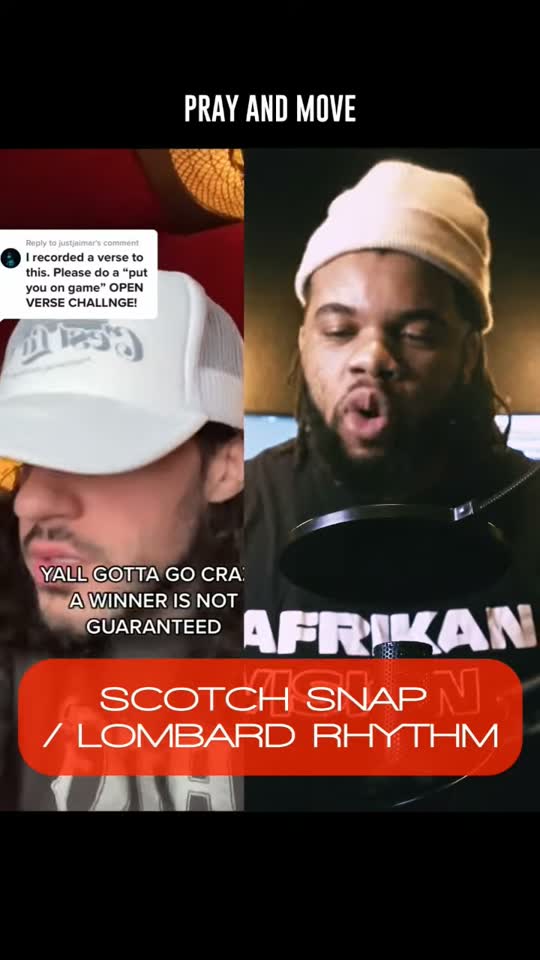 PRAY AND MOVE
Reply to justjaimar's comment
I recorded a verse to
this. Please do a “put
you on game” OPEN
VERSE CHALLNGE!
YALL GOTTA GO CRA
A WINNER IS NOT
GUARANTEED
AFRIKAN
VISION
SCOTCH SNAP
/ LOMBARD RHYTHM